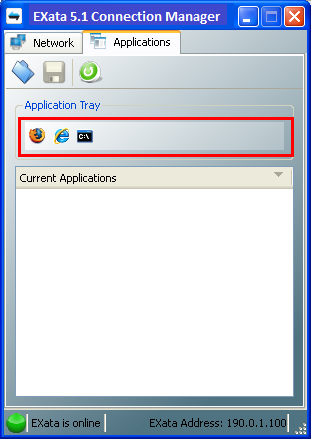 EXata 5.1 Connection Manager
Network
Applications
Application Tray
C:\
Current Applications
EXata is online
EXata Address: 190.0.1.100